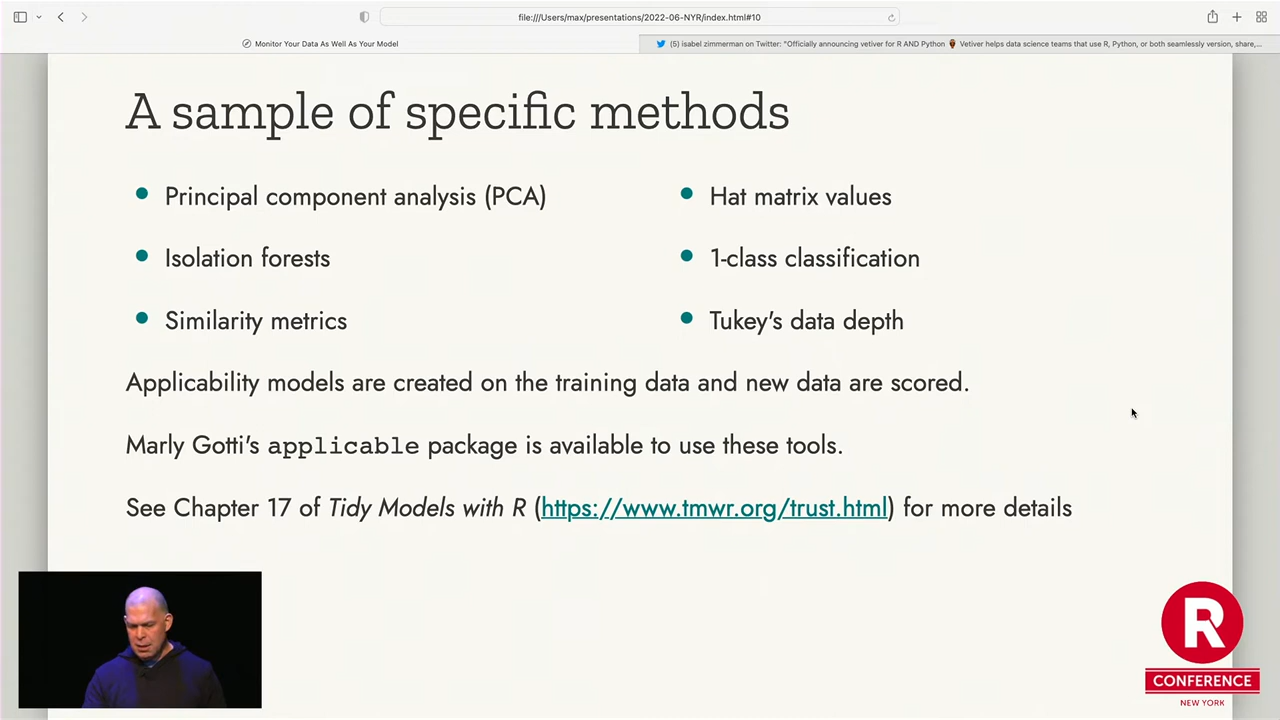 file:///Users/max/presentations/2022-06-NYR/index.html#10
Monitor Your Data As Well As Your Model
(5) isabel zimmerman on Twitter: "Officially announcing vetiver for R AND Python 🏺 Vetiver helps data science teams that use R, Python, or both seamlessly version, share,...
A sample of specific methods
Principal component analysis (PCA)
Isolation forests
Similarity metrics
Hat matrix values
1-class classification
Tukey's data depth
Applicability models are created on the training data and new data are scored.
Marly Gotti's applicable package is available to use these tools.
See Chapter 17 of Tidy Models with R (https://www.tmwr.org/trust.html) for more details
R
CONFERENCE
NEW YORK